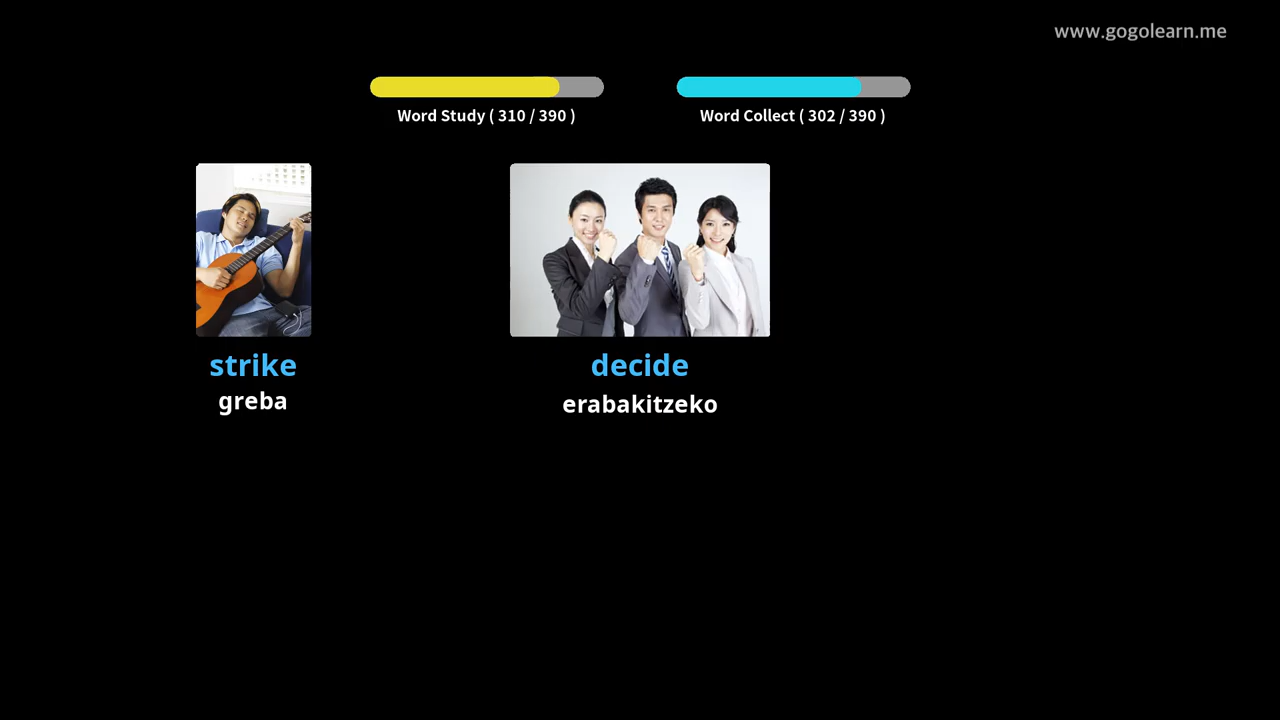 www.gogolearn.me
Word Study ( 310 / 390 )
Word Collect ( 302 / 390 )
strike
greba
decide
erabakitzeko